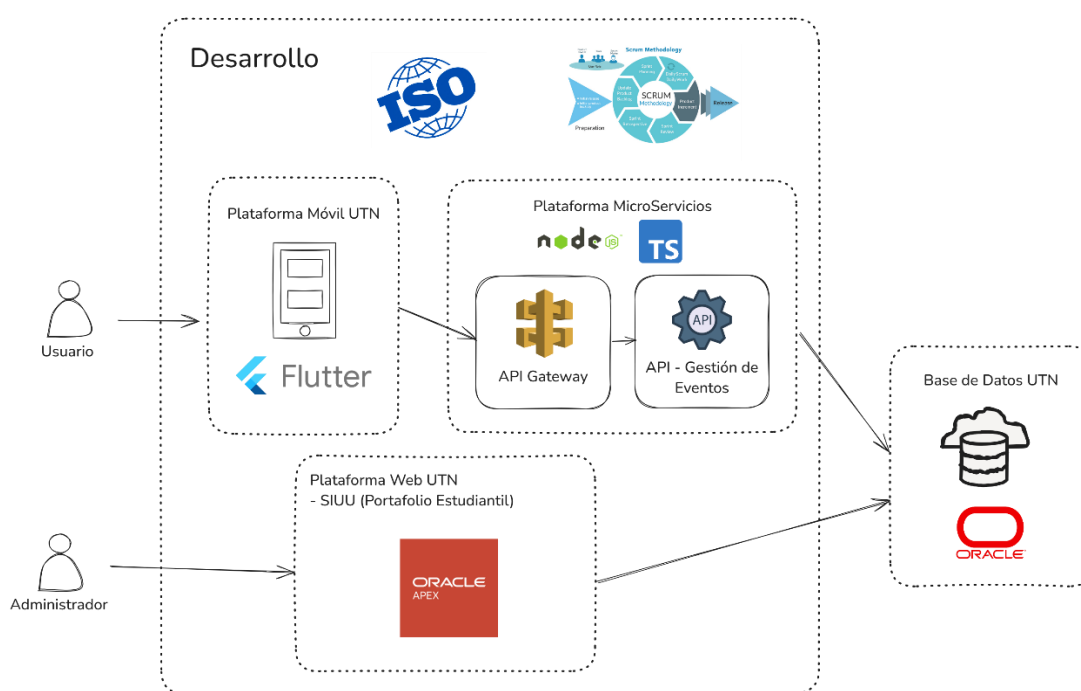 Desarrollo
ISO
Scrum Methodology
SCRUM
Methodology
Release
Preparation
Plataforma Móvil UTN
Flutter
Plataforma MicroServicios
node
JS
TS
API Gateway
API
API - Gestión de
Eventos
Usuario
Base de Datos UTN
ORACLE
Plataforma Web UTN
- SIUU (Portafolio Estudiantil)
ORACLE
APEX
Administrador